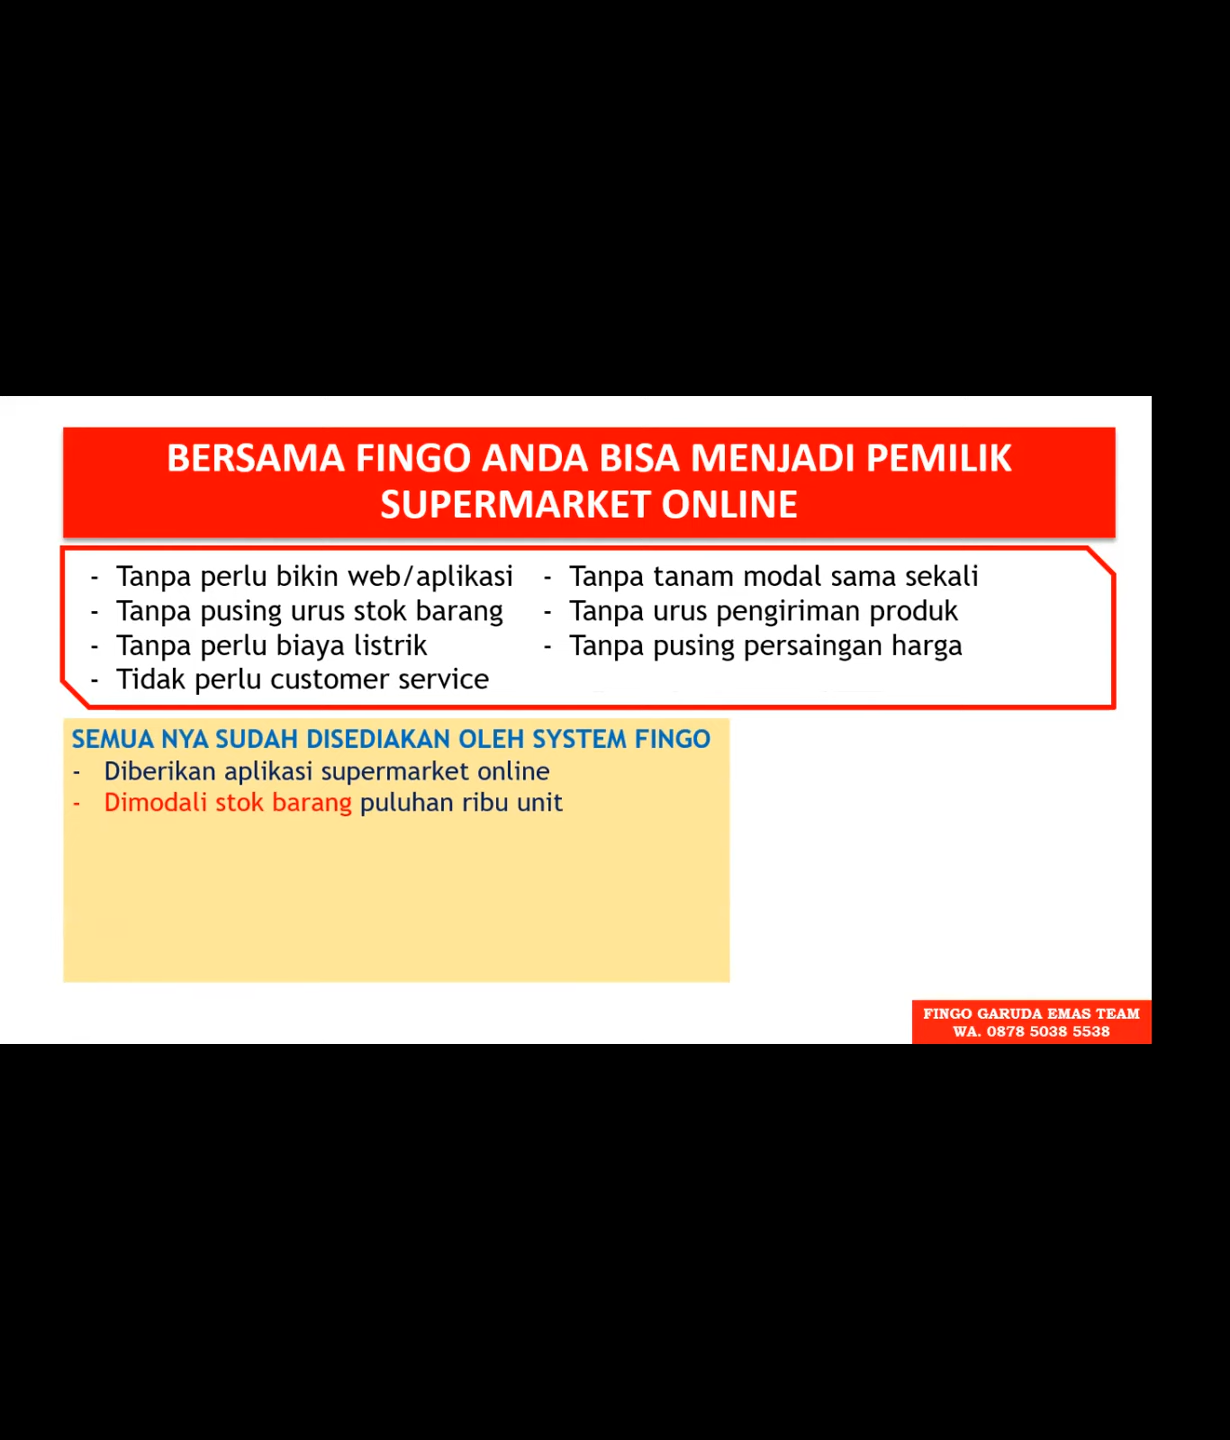 BERSAMA FINGO ANDA BISA MENJADI PEMILIK
SUPERMARKET ONLINE
- Tanpa perlu bikin web/aplikasi
- Tanpa pusing urus stok barang
- Tanpa perlu biaya listrik
- Tidak perlu customer service
- Tanpa tanam modal sama sekali
- Tanpa urus pengiriman produk
- Tanpa pusing persaingan harga
SEMUA NYA SUDAH DISEDIAKAN OLEH SYSTEM FINGO
- Diberikan aplikasi supermarket online
- Dimodali stok barang puluhan ribu unit
FINGO GARUDA EMAS TEAM
WA. 0878 5038 5538